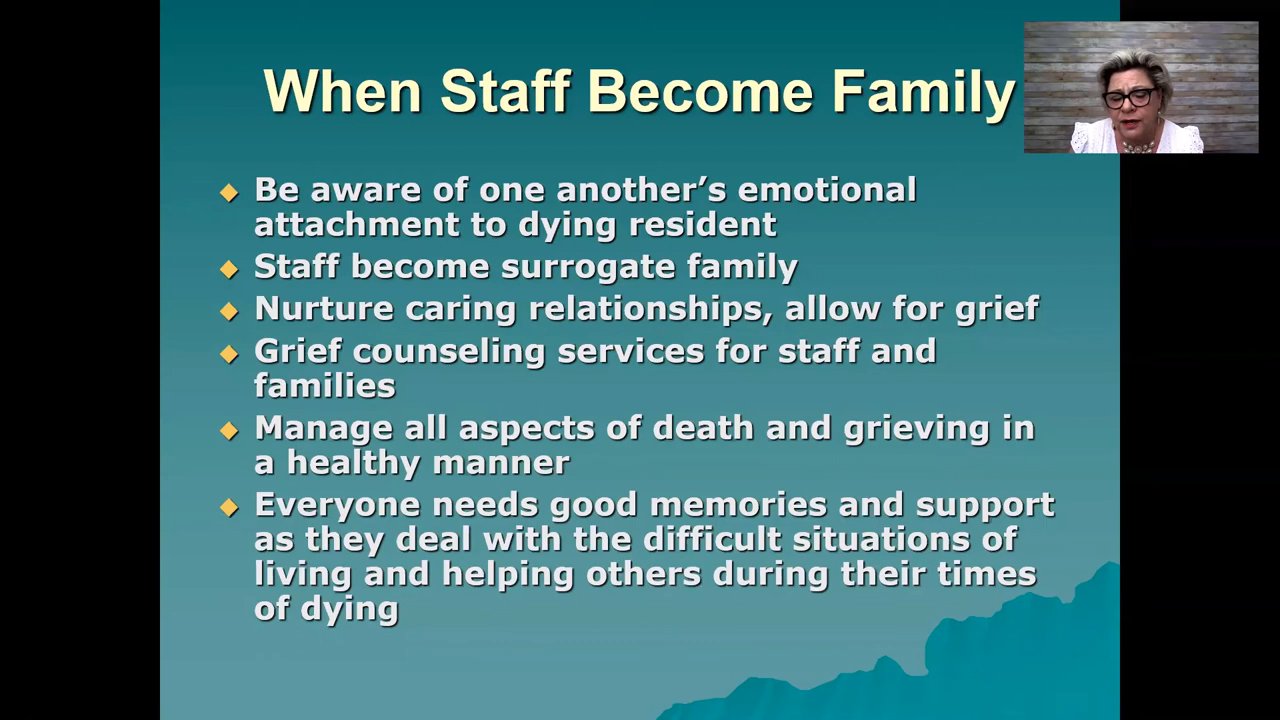 When Staff Become Family
Be aware of one another’s emotional
attachment to dying resident
Staff become surrogate family
Nurture caring relationships, allow for grief
Grief counseling services for staff and
families
Manage all aspects of death and grieving in
a healthy manner
Everyone needs good memories and support
as they deal with the difficult situations of
living and helping others during their times
of dying